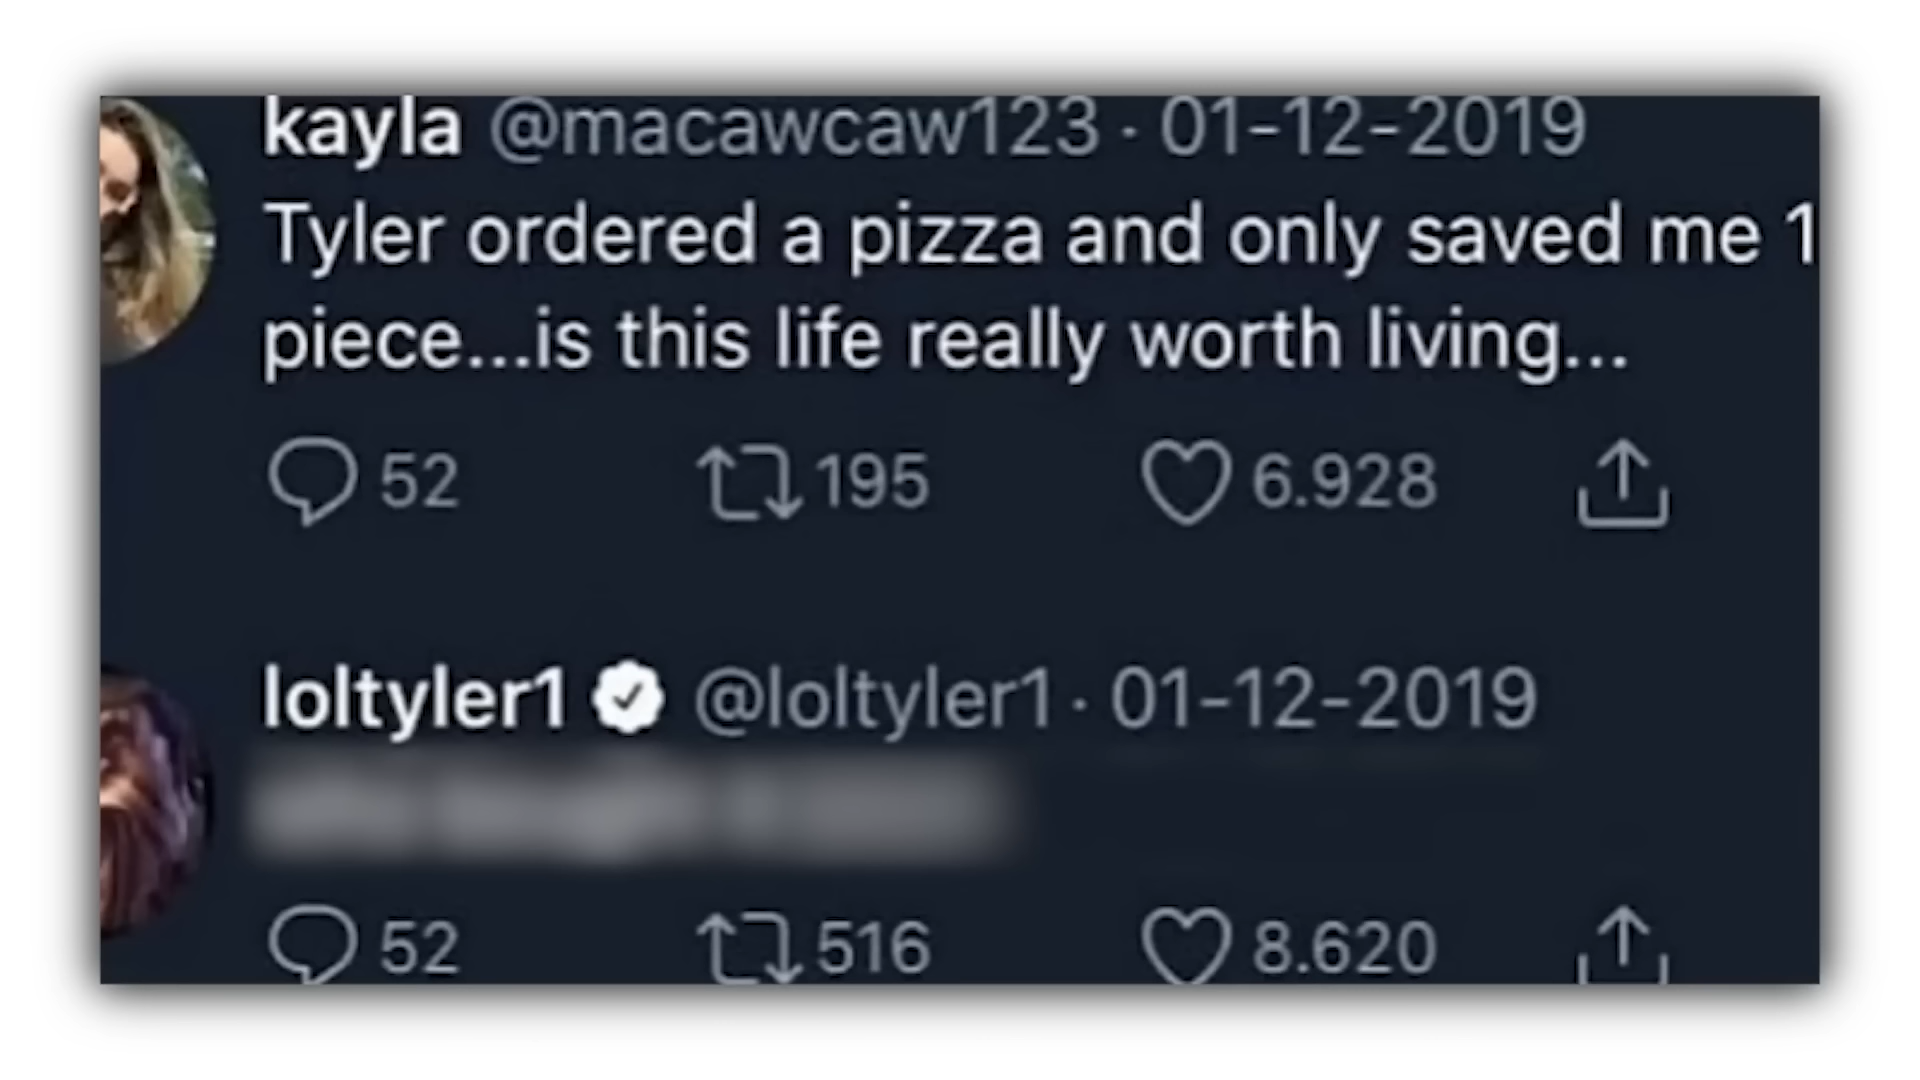 kayla @macawcaw123 · 01-12-2019
Tyler ordered a pizza and only saved me 1
piece...is this life really worth living...
52 195 6.928
loltyler1 @loltyler1 · 01-12-2019
52 516 8.620